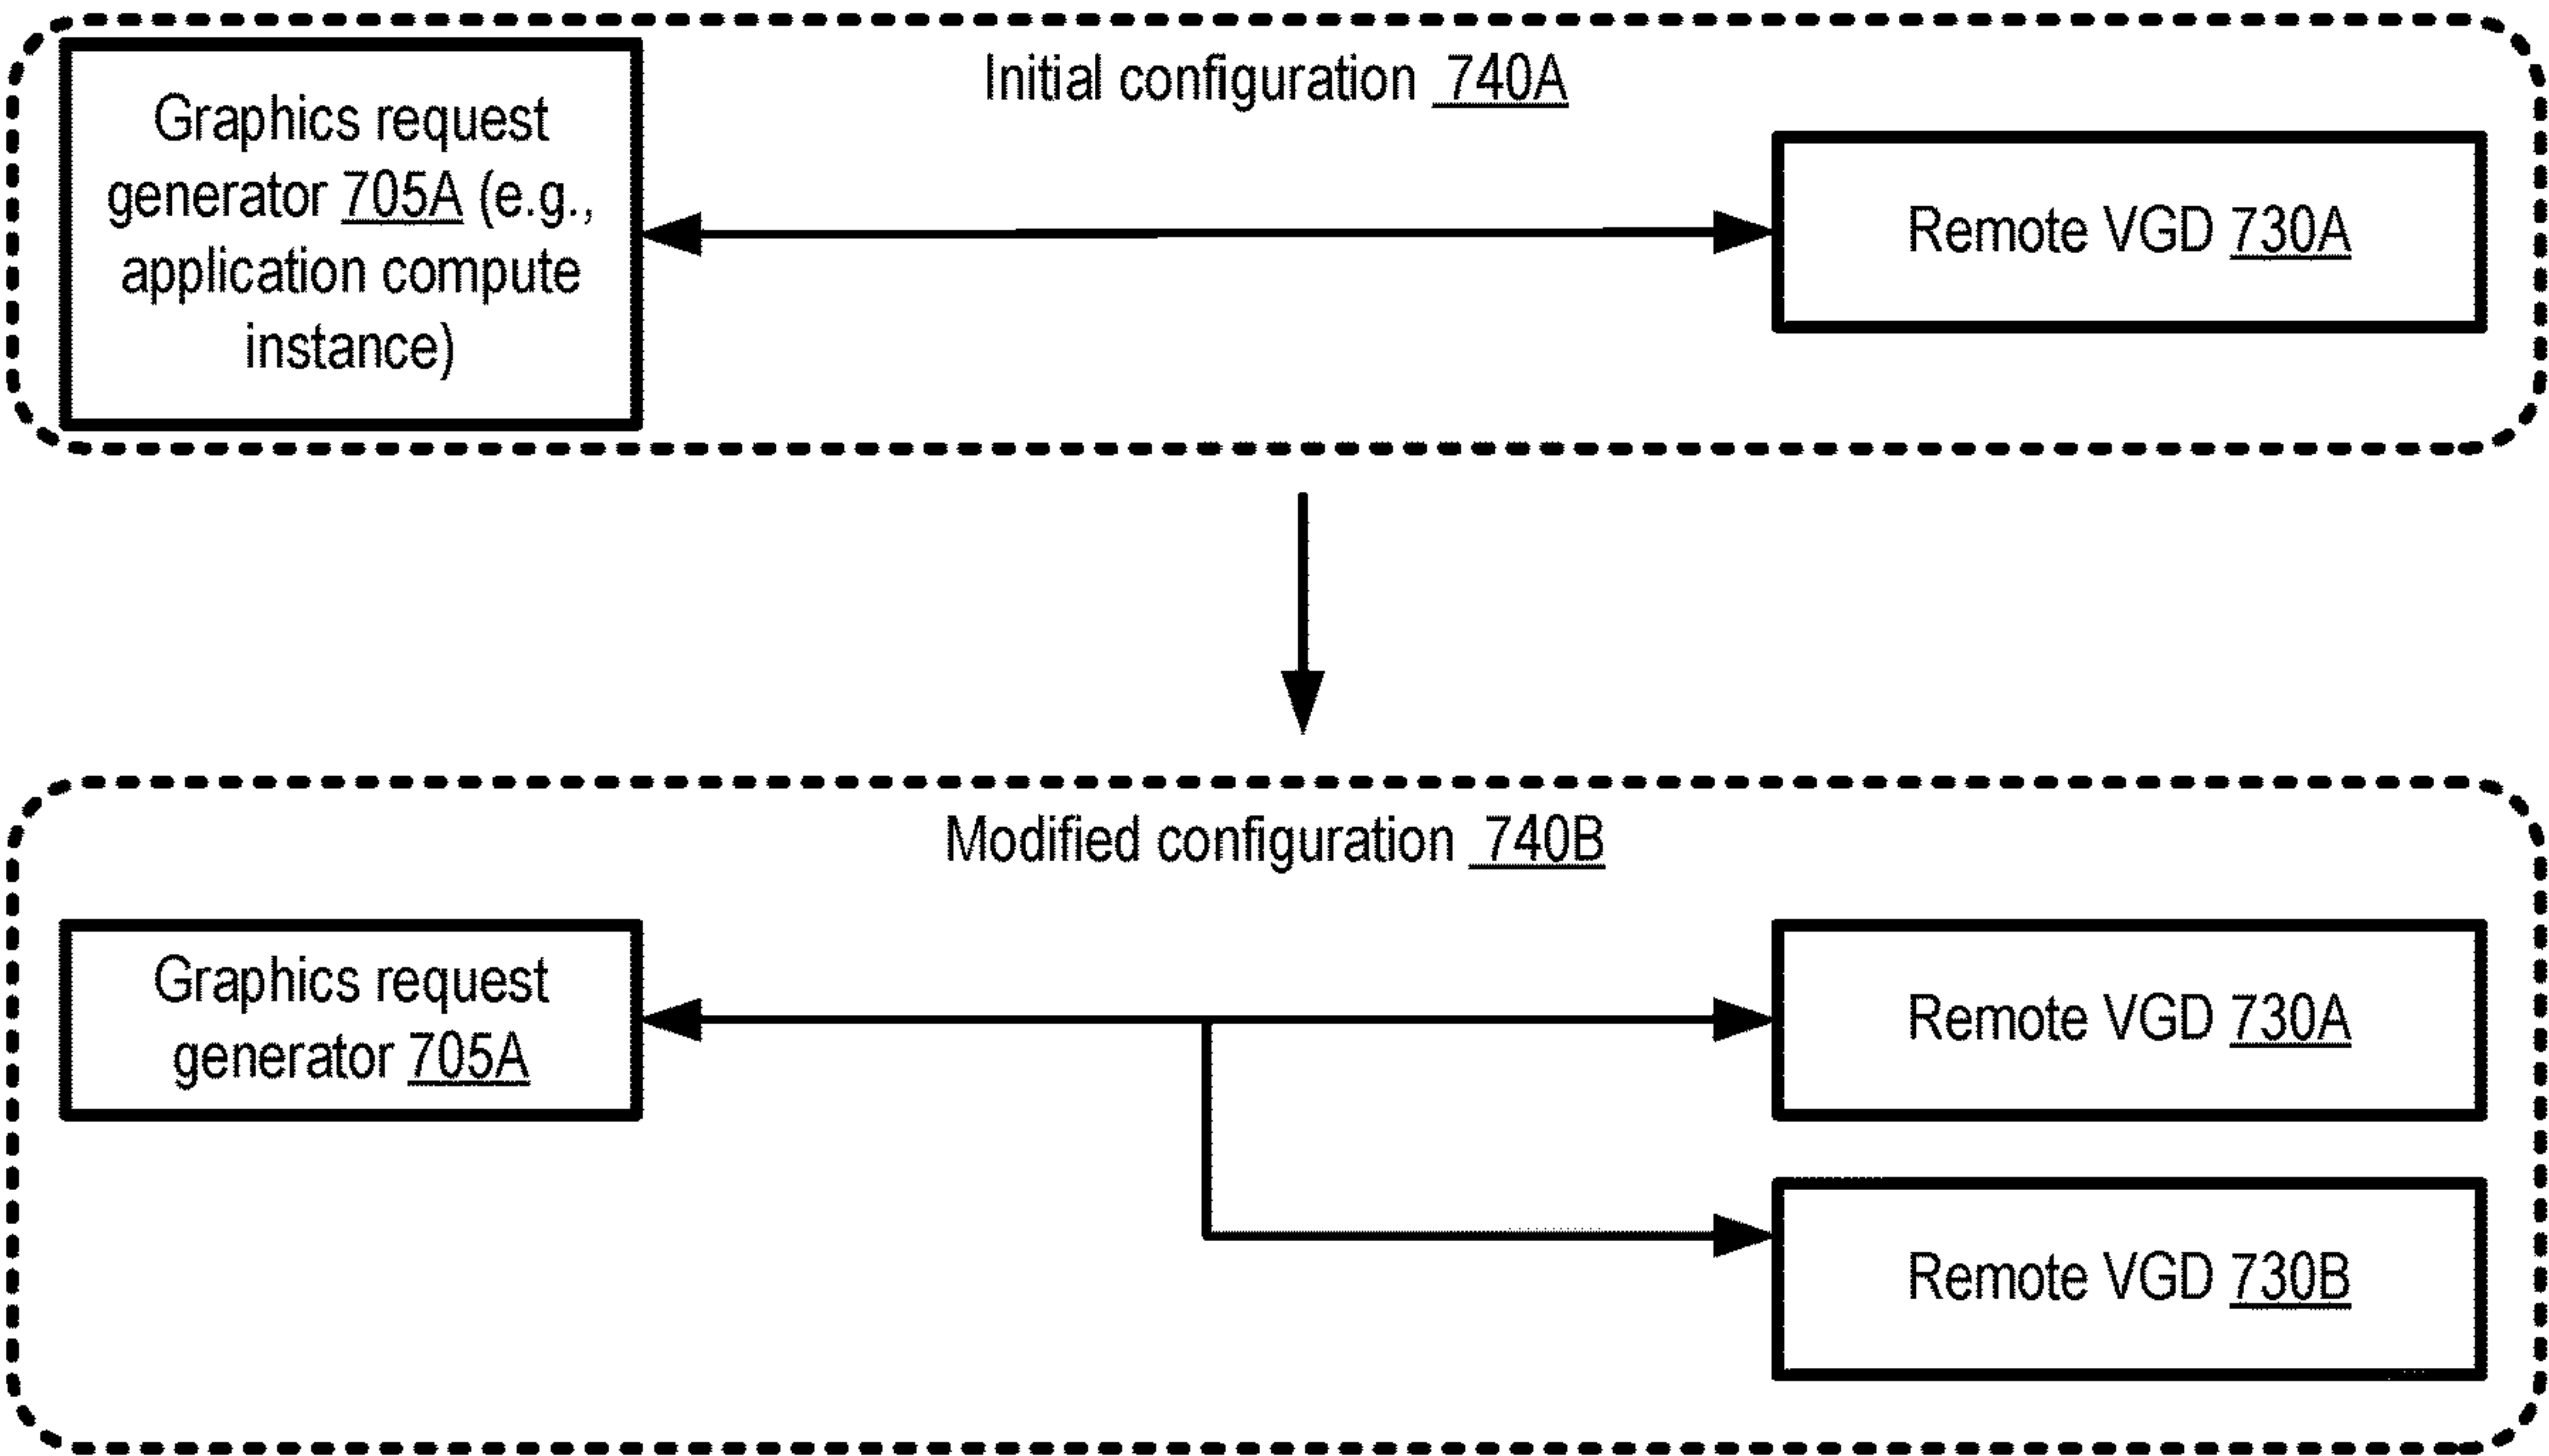 Initial configuration 740A
Graphics request
generator 705A (e.g.,
application compute
instance)
Remote VGD 730A
Modified configuration 740B
Graphics request
generator 705A
Remote VGD 730A
Remote VGD 730B